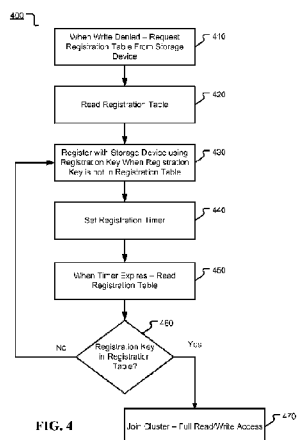 400
When Write Denied – Request
Registration Table From Storage
Device
410
Read Registration Table
420
Register with Storage Device using
Registration Key When Registration
Key is not in Registration Table
430
Set Registration Timer
440
When Timer Expires – Read
Registration Table
450
460
Registration Key
in Registration
Table?
No
Yes
Join Cluster – Full Read/Write Access
470
FIG. 4